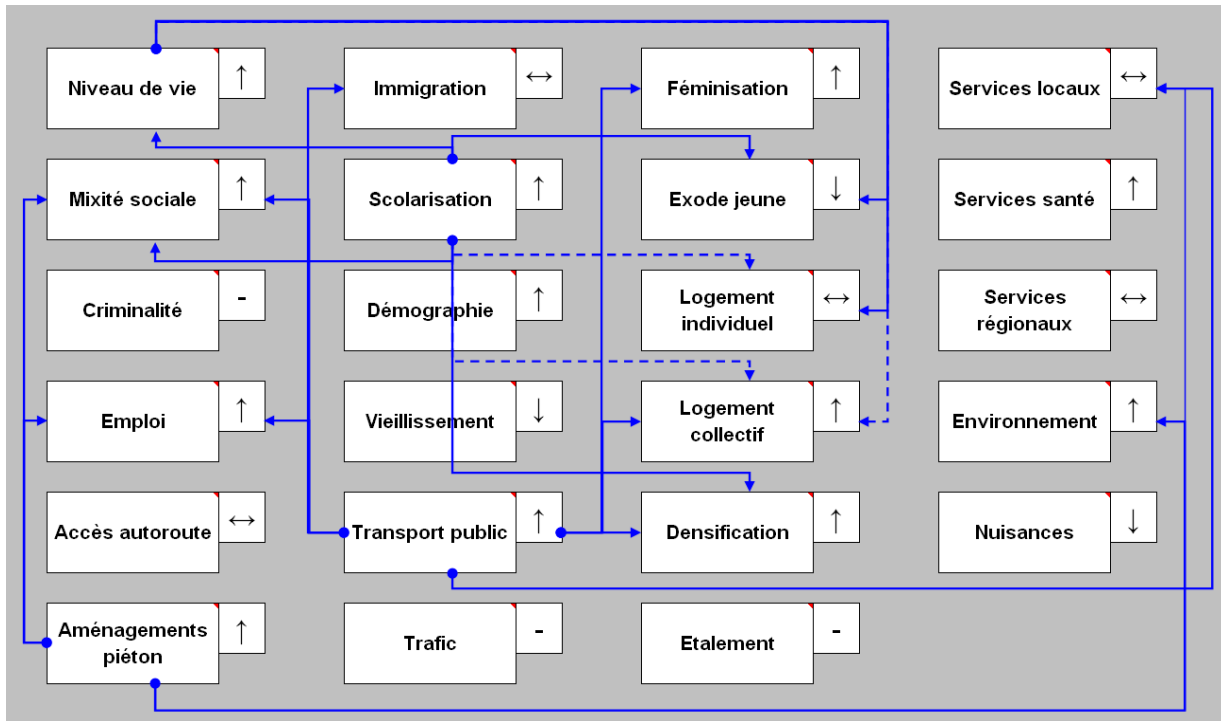 Niveau de vie ↑ Immigration ↔ Féminisation ↑ Services locaux ↔
Mixité sociale ↑ Scolarisation ↑ Exode jeune ↓ Services santé ↑
Criminalité - Démographie ↑ Logement
individuel ↔ Services
régionaux ↔
Emploi ↑ Vieillissement ↓ Logement
collectif ↑ Environnement ↑
Accès autoroute ↔ Transport public ↑ Densification ↑ Nuisances ↓
Aménagements
piéton ↑ Trafic - Etalement -